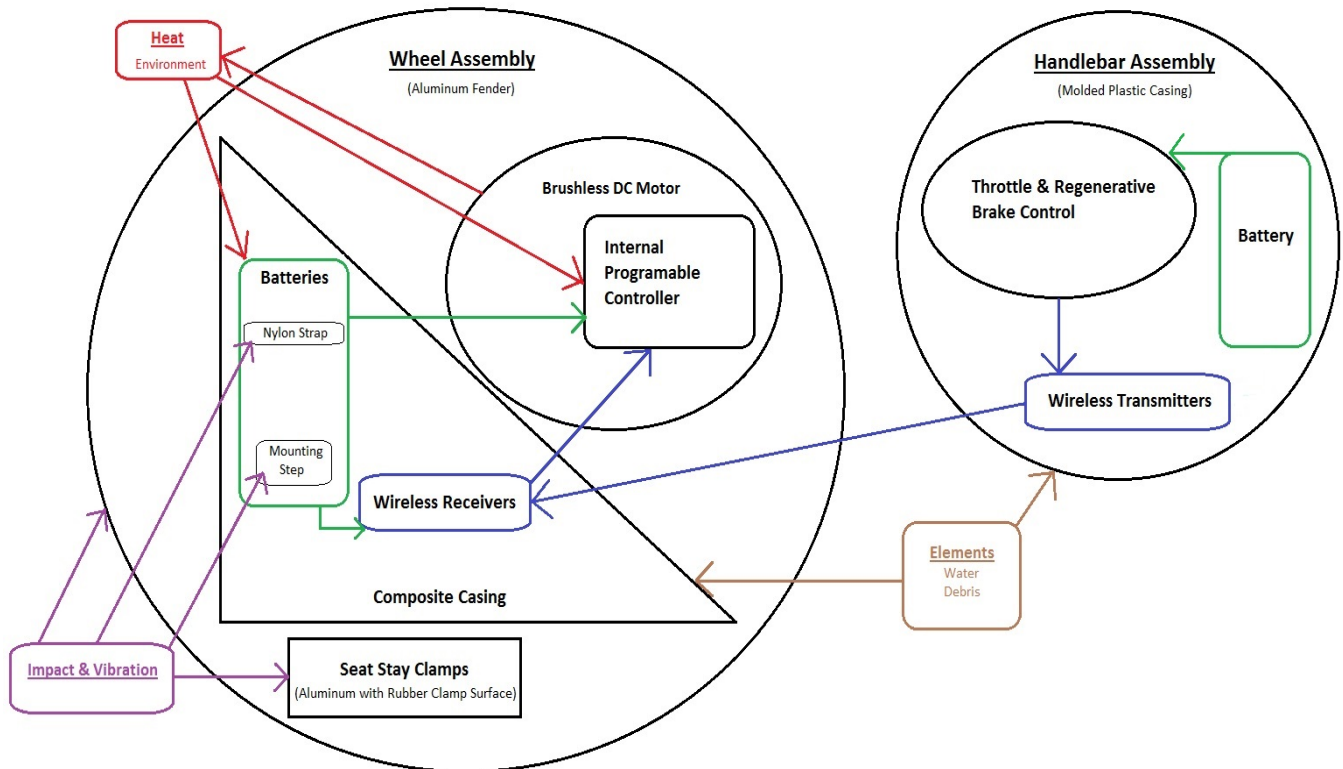 Heat
Environment
Wheel Assembly
(Aluminum Fender)
Handlebar Assembly
(Molded Plastic Casing)
Brushless DC Motor
Throttle & Regenerative
Brake Control
Battery
Internal
Programable
Controller
Batteries
Nylon Strap
Mounting
Step
Wireless Receivers
Wireless Transmitters
Elements
Water
Debris
Composite Casing
Impact & Vibration
Seat Stay Clamps
(Aluminum with Rubber Clamp Surface)